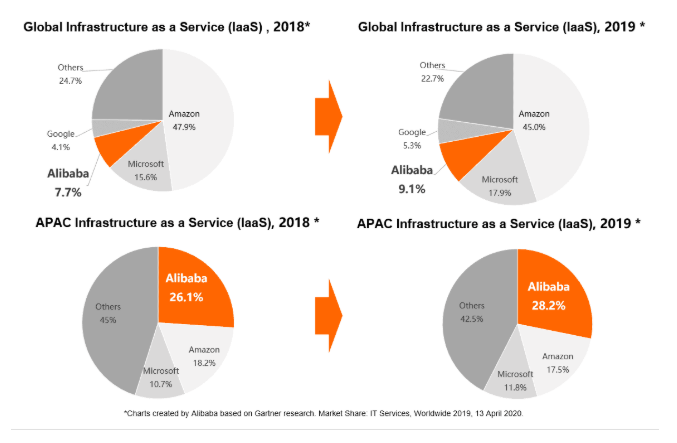 Global Infrastructure as a Service (IaaS) , 2018*
Others
24.7%
Amazon
47.9%
Google
4.1%
Alibaba
7.7%
Microsoft
15.6%
Global Infrastructure as a Service (IaaS), 2019 *
Others
22.7%
Amazon
45.0%
Google
5.3%
Alibaba
9.1%
Microsoft
17.9%
APAC Infrastructure as a Service (IaaS), 2018 *
Alibaba
26.1%
Others
45%
Amazon
18.2%
Microsoft
10.7%
APAC Infrastructure as a Service (IaaS), 2019 *
Alibaba
28.2%
Others
42.5%
Amazon
17.5%
Microsoft
11.8%
*Charts created by Alibaba based on Gartner research. Market Share: IT Services, Worldwide 2019, 13 April 2020.